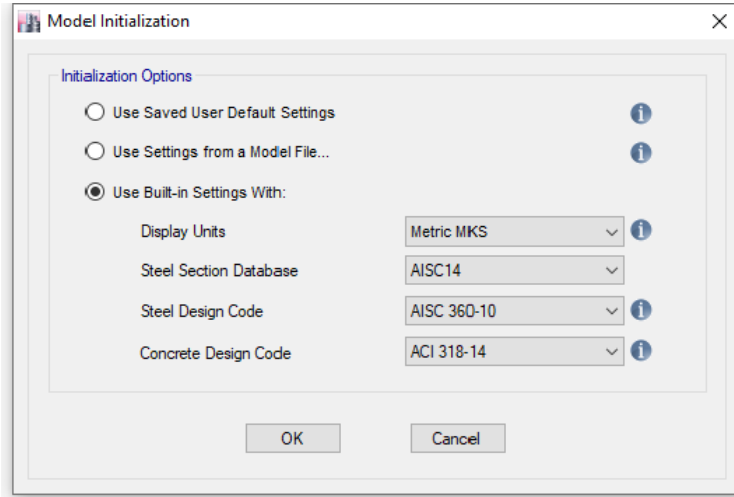 Model Initialization
Initialization Options
Use Saved User Default Settings
Use Settings from a Model File...
Use Built-in Settings With:
Display Units Metric MKS
Steel Section Database AISC14
Steel Design Code AISC 360-10
Concrete Design Code ACI 318-14
OK Cancel